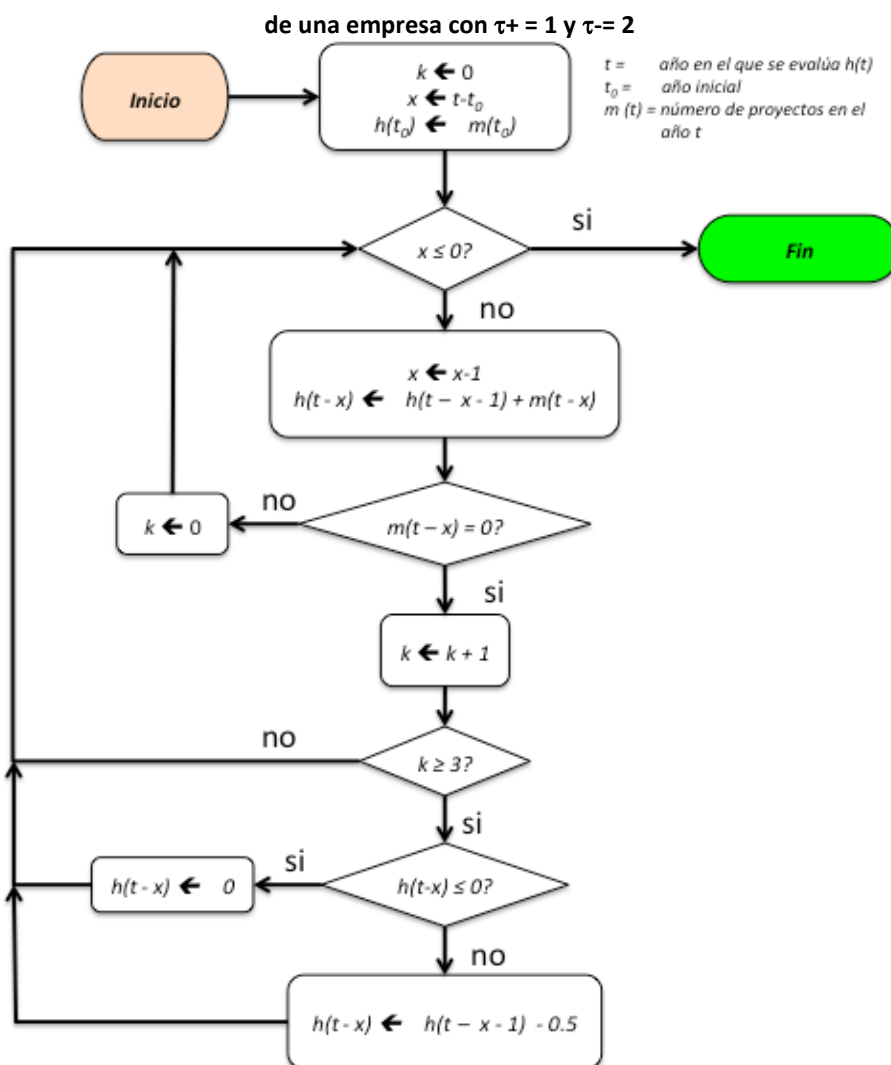 de una empresa con τ+ = 1 y τ-= 2
Inicio
k 🡸 0
x 🡸 t-t₀
h(t₀) 🡸 m(t₀)
t = año en el que se evalúa h(t)
t₀ = año inicial
m (t) = número de proyectos en el
año t
x ≤ 0?
si
Fin
no
x 🡸 x-1
h(t - x) 🡸 h(t – x - 1) + m(t - x)
m(t – x) = 0?
no
k 🡸 0
si
k 🡸 k + 1
k ≥ 3?
no
si
h(t-x) ≤ 0?
si
h(t - x) 🡸 0
no
h(t - x) 🡸 h(t – x - 1) - 0.5